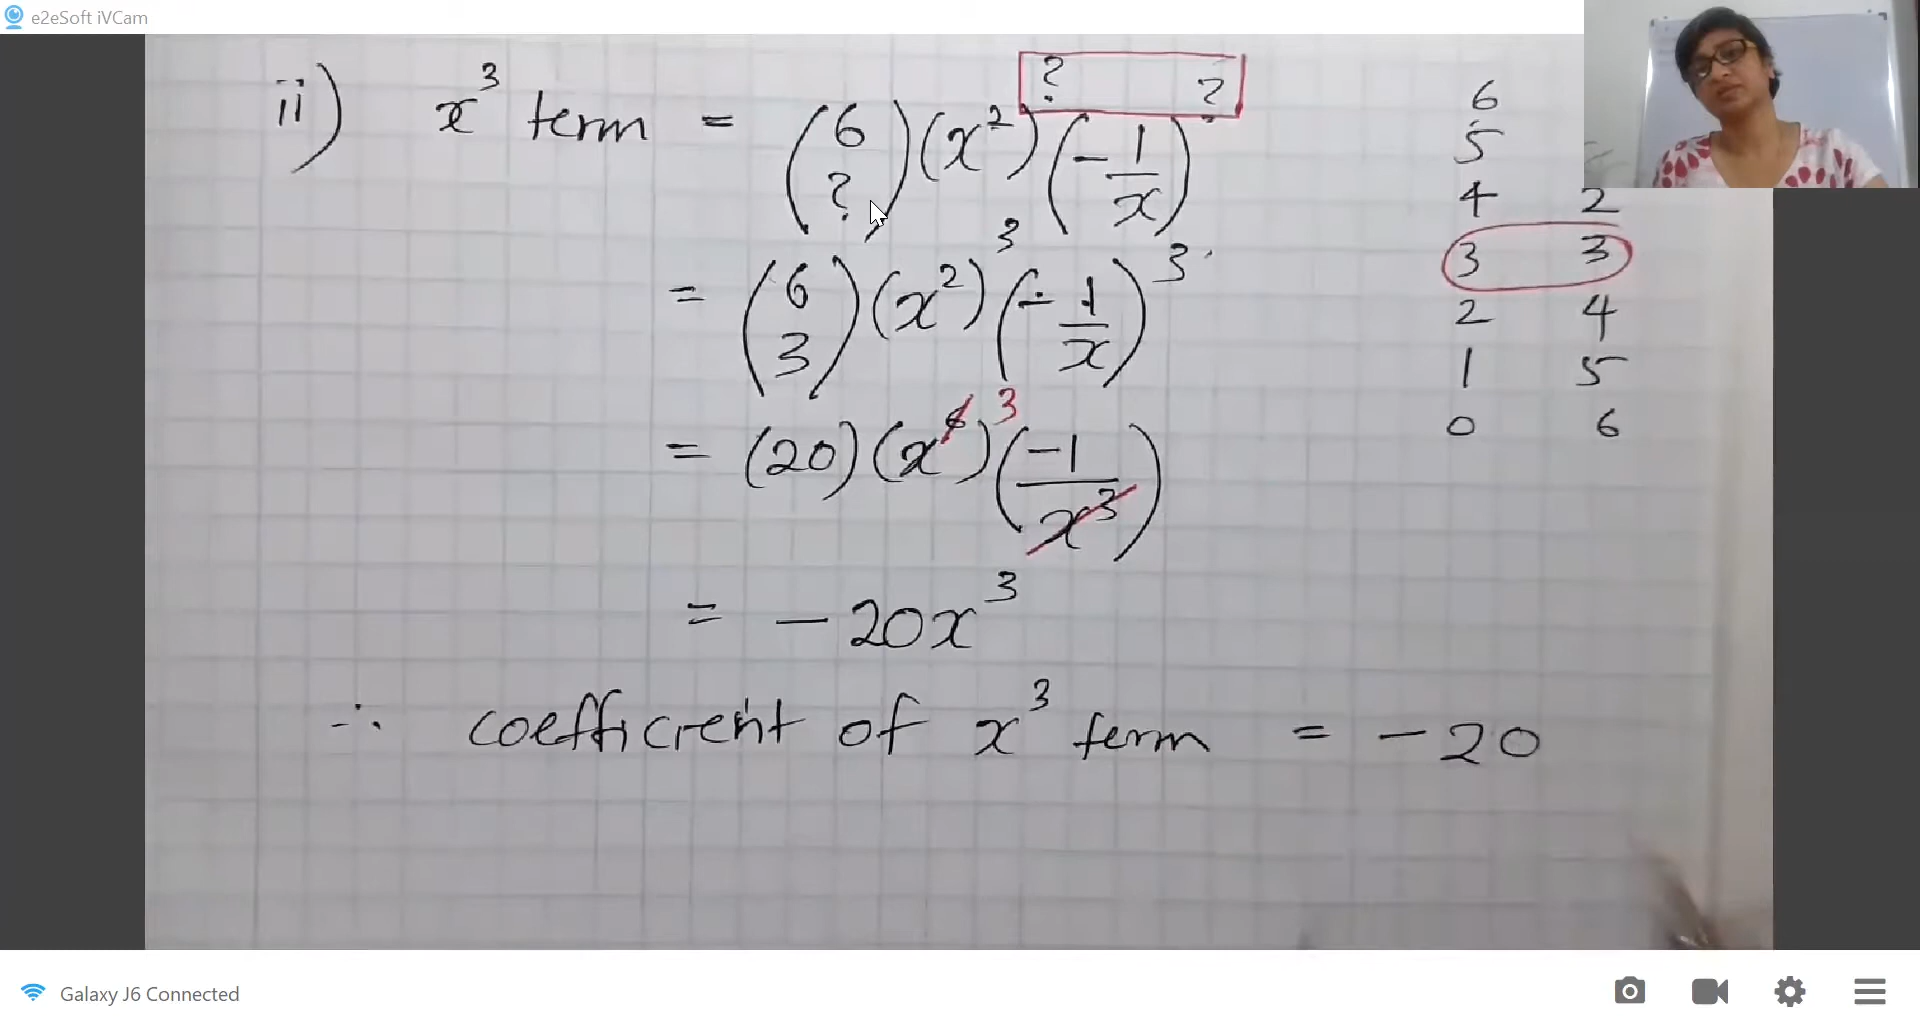 e2eSoft iVCam
ii) x³ term = (6 ?) (x²)^? (-1/x)^?
= (6 3) (x²)³ (-1/x)³
= (20) (x⁶)³ (-1/x³)
= -20x³
∴ coefficient of x³ term = -20
6
5
4 2
3 3
2 4
1 5
0 6
Galaxy J6 Connected